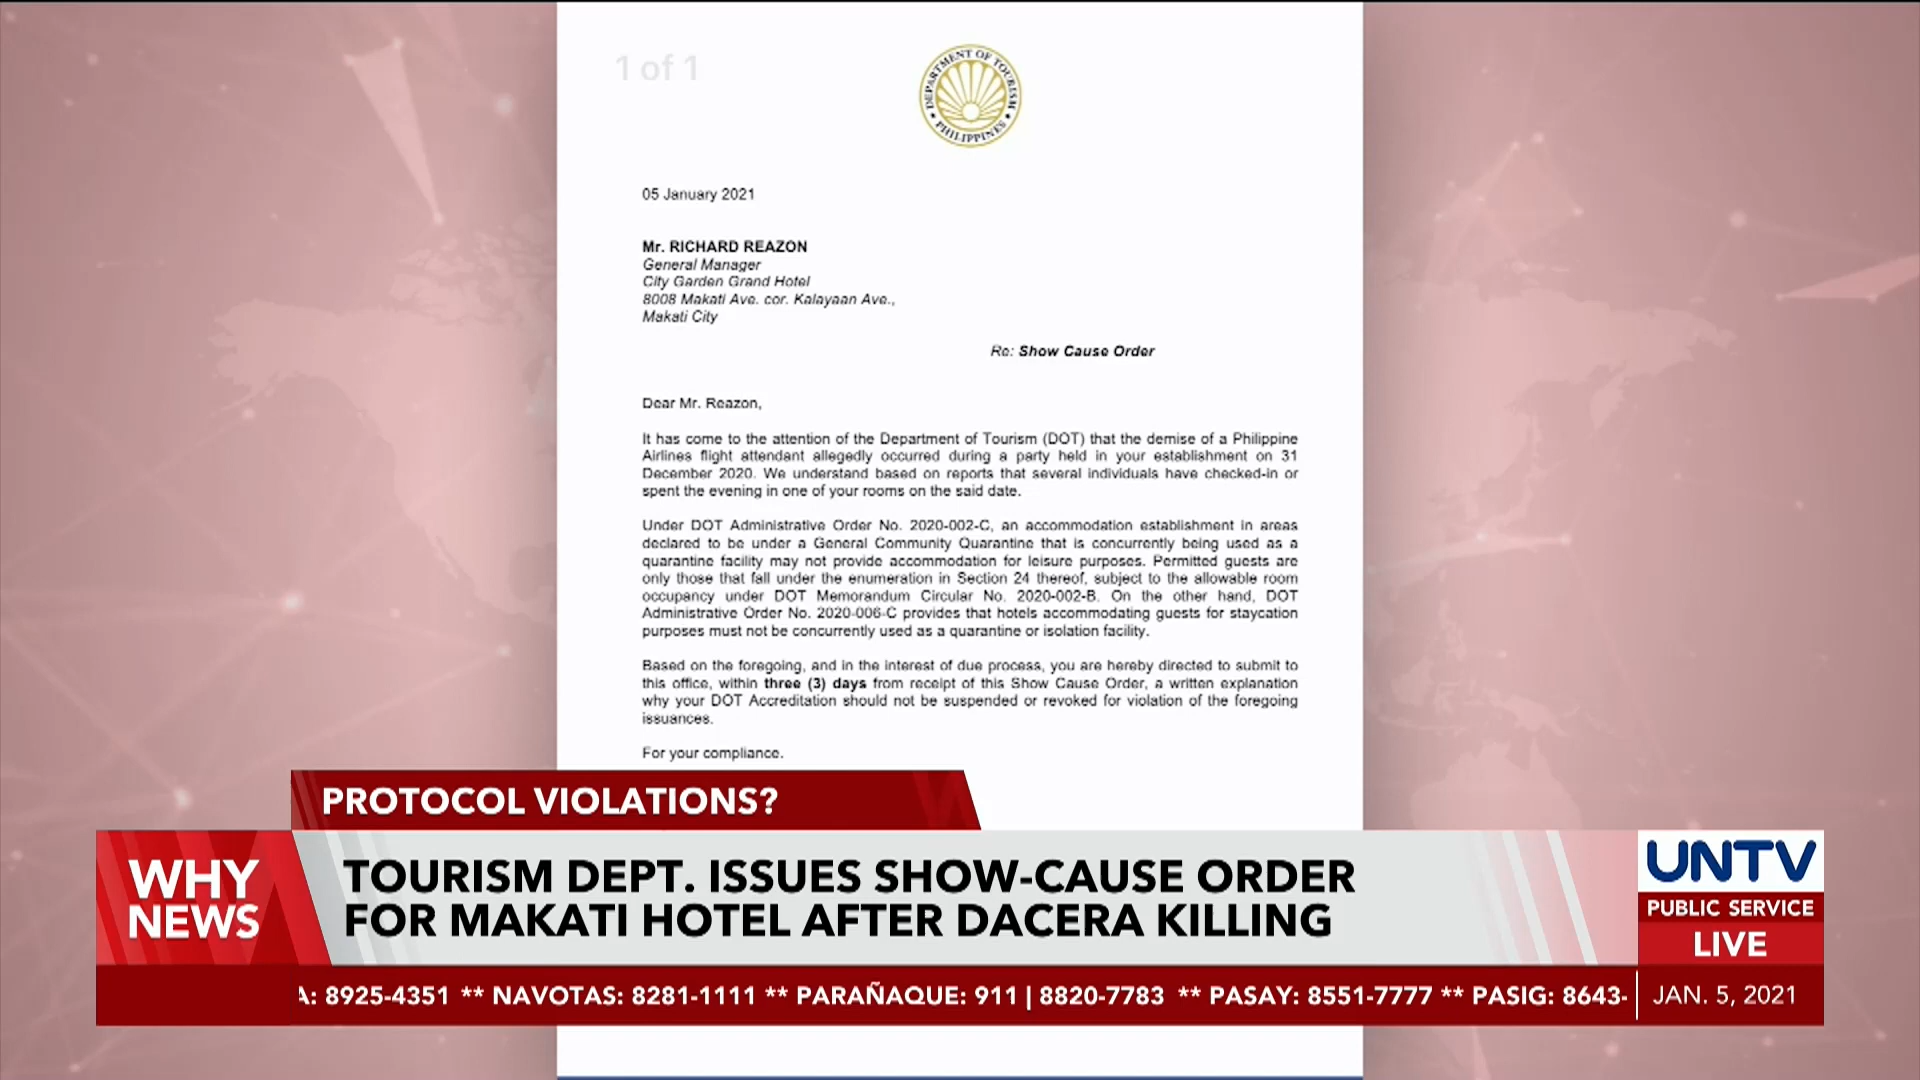 1 of 1
DEPARTMENT OF TOURISM
PHILIPPINES
05 January 2021
Mr. RICHARD REAZON
General Manager
City Garden Grand Hotel
8008 Makati Ave. cor. Kalayaan Ave.,
Makati City
Re: Show Cause Order
Dear Mr. Reazon,
It has come to the attention of the Department of Tourism (DOT) that the demise of a Philippine
Airlines flight attendant allegedly occurred during a party held in your establishment on 31
December 2020. We understand based on reports that several individuals have checked-in or
spent the evening in one of your rooms on the said date.
Under DOT Administrative Order No. 2020-002-C, an accommodation establishment in areas
declared to be under a General Community Quarantine that is concurrently being used as a
quarantine facility may not provide accommodation for leisure purposes. Permitted guests are
only those that fall under the enumeration in Section 24 thereof, subject to the allowable room
occupancy under DOT Memorandum Circular No. 2020-002-B. On the other hand, DOT
Administrative Order No. 2020-006-C provides that hotels accommodating guests for staycation
purposes must not be concurrently used as a quarantine or isolation facility.
Based on the foregoing, and in the interest of due process, you are hereby directed to submit to
this office, within three (3) days from receipt of this Show Cause Order, a written explanation
why your DOT Accreditation should not be suspended or revoked for violation of the foregoing
issuances.
For your compliance.
PROTOCOL VIOLATIONS?
WHY
NEWS
TOURISM DEPT. ISSUES SHOW-CAUSE ORDER
FOR MAKATI HOTEL AFTER DACERA KILLING
UNTV
PUBLIC SERVICE
LIVE
A: 8925-4351 ** NAVOTAS: 8281-1111 ** PARAÑAQUE: 911 | 8820-7783 ** PASAY: 8551-7777 ** PASIG: 8643-
JAN. 5, 2021